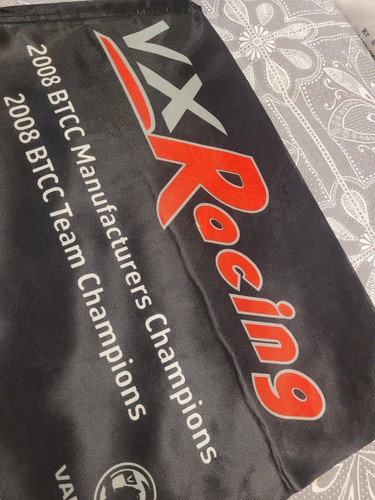 VX Racing
2008 BTCC Manufacturers Champions
2008 BTCC Team Champions